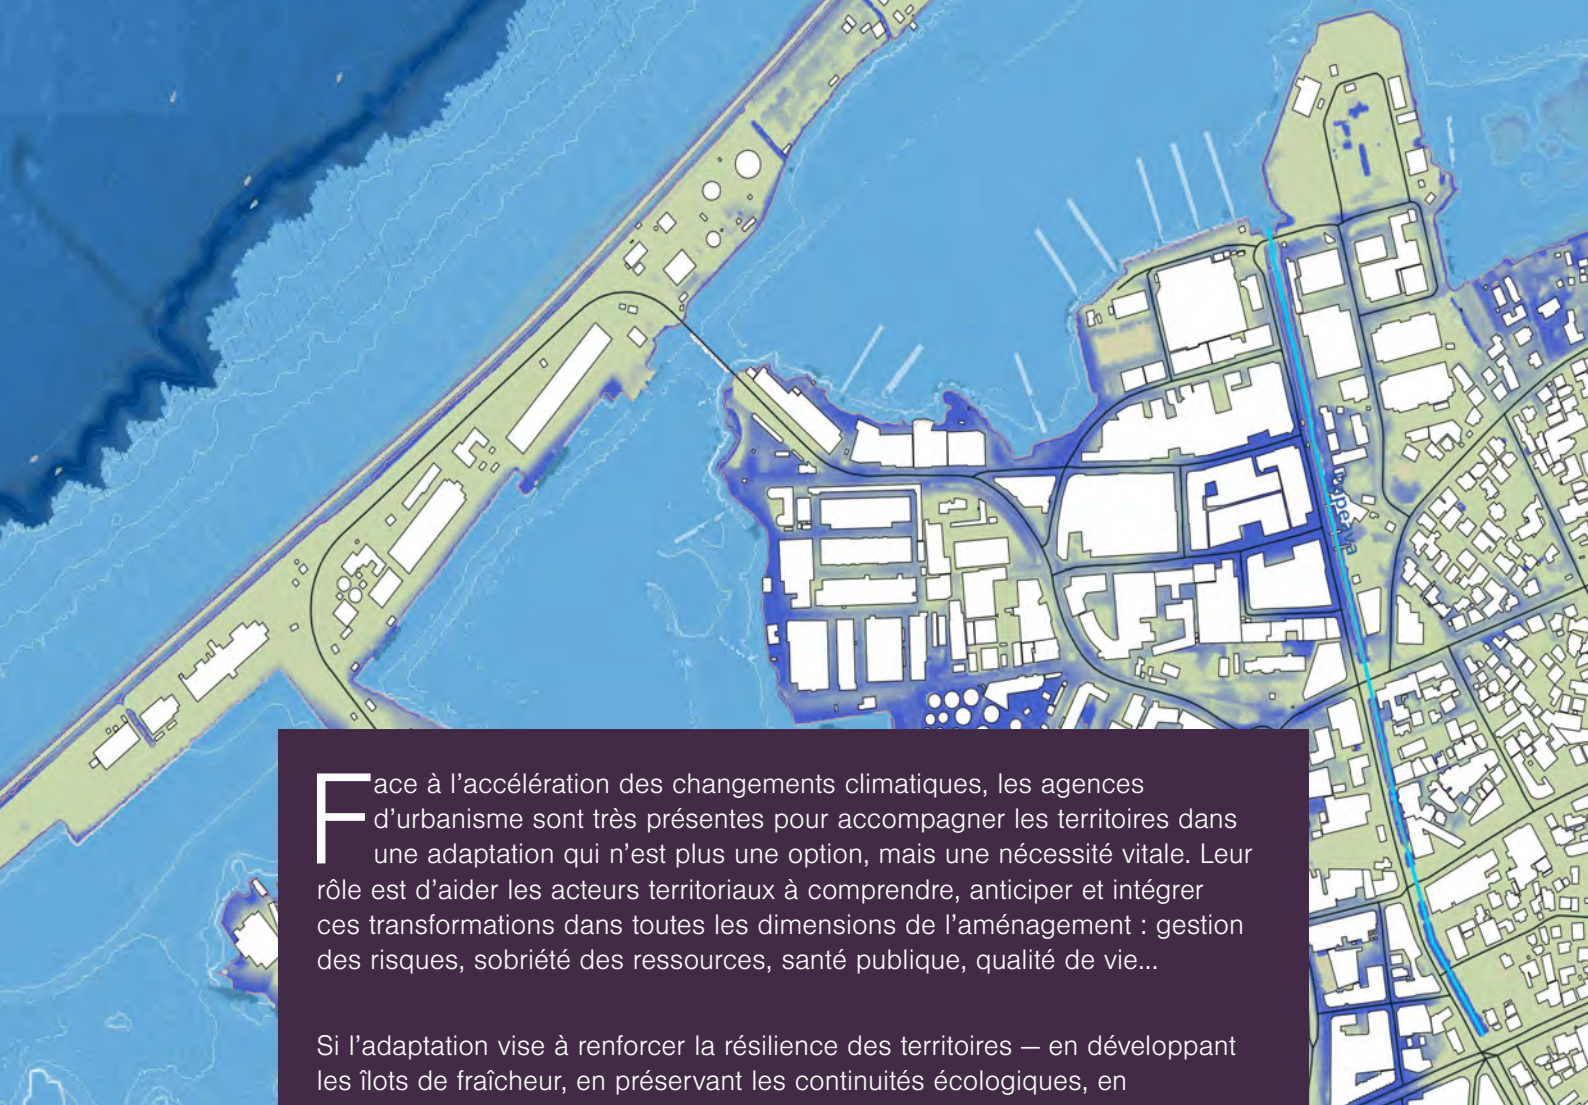 Face à l’accélération des changements climatiques, les agences
d’urbanisme sont très présentes pour accompagner les territoires dans
une adaptation qui n’est plus une option, mais une nécessité vitale. Leur
rôle est d’aider les acteurs territoriaux à comprendre, anticiper et intégrer
ces transformations dans toutes les dimensions de l’aménagement : gestion
des risques, sobriété des ressources, santé publique, qualité de vie...
Si l’adaptation vise à renforcer la résilience des territoires — en développant
les îlots de fraîcheur, en préservant les continuités écologiques, en